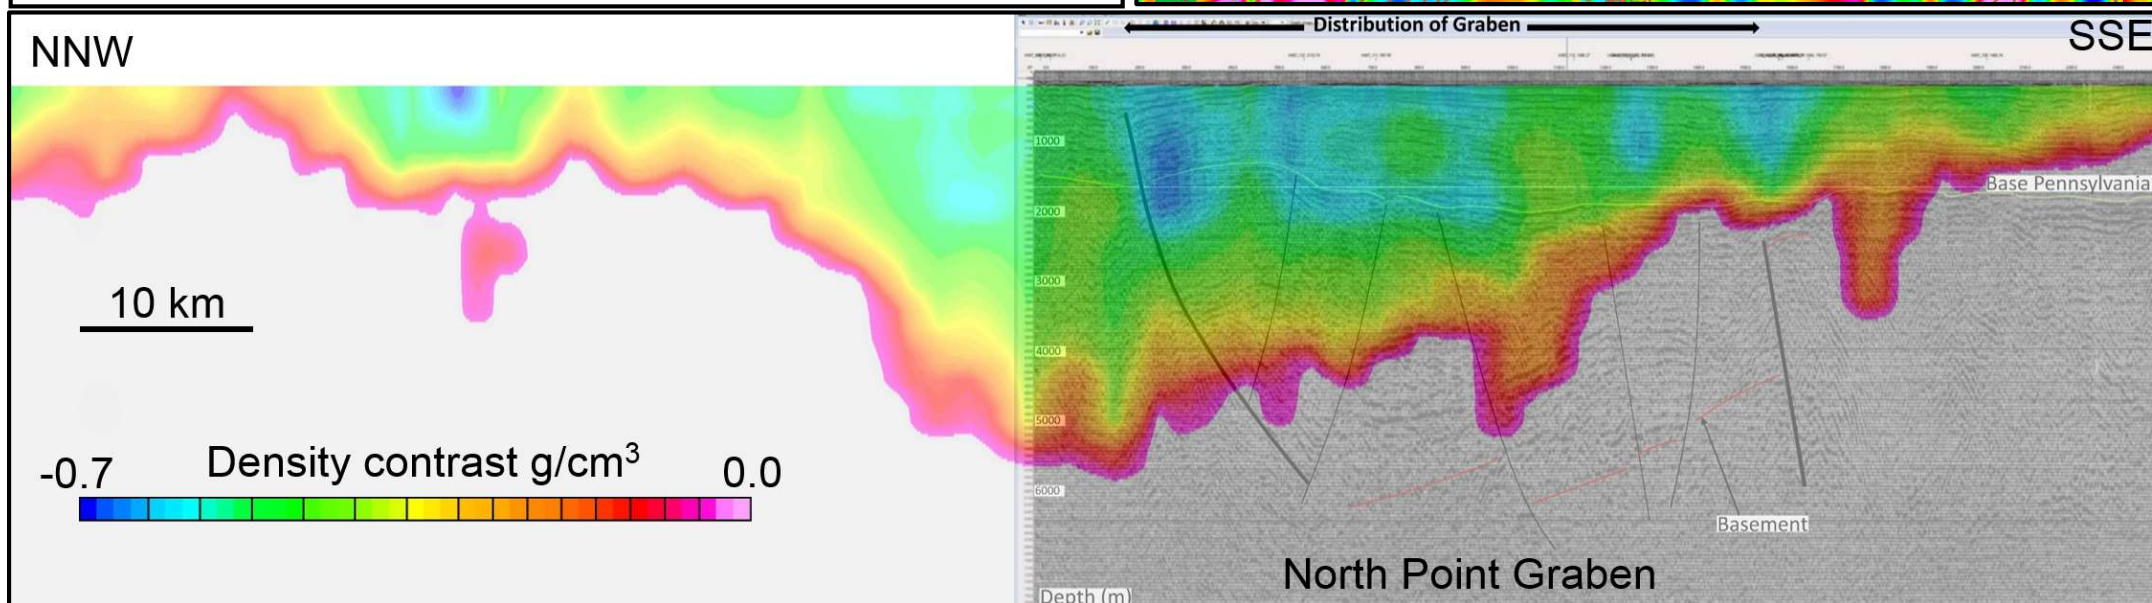 Distribution of Graben
NNW
SSE
1000
Base Pennsylvania
2000
3000
10 km
4000
5000
-0.7 Density contrast g/cm³ 0.0
6000
Basement
North Point Graben
Depth (m)